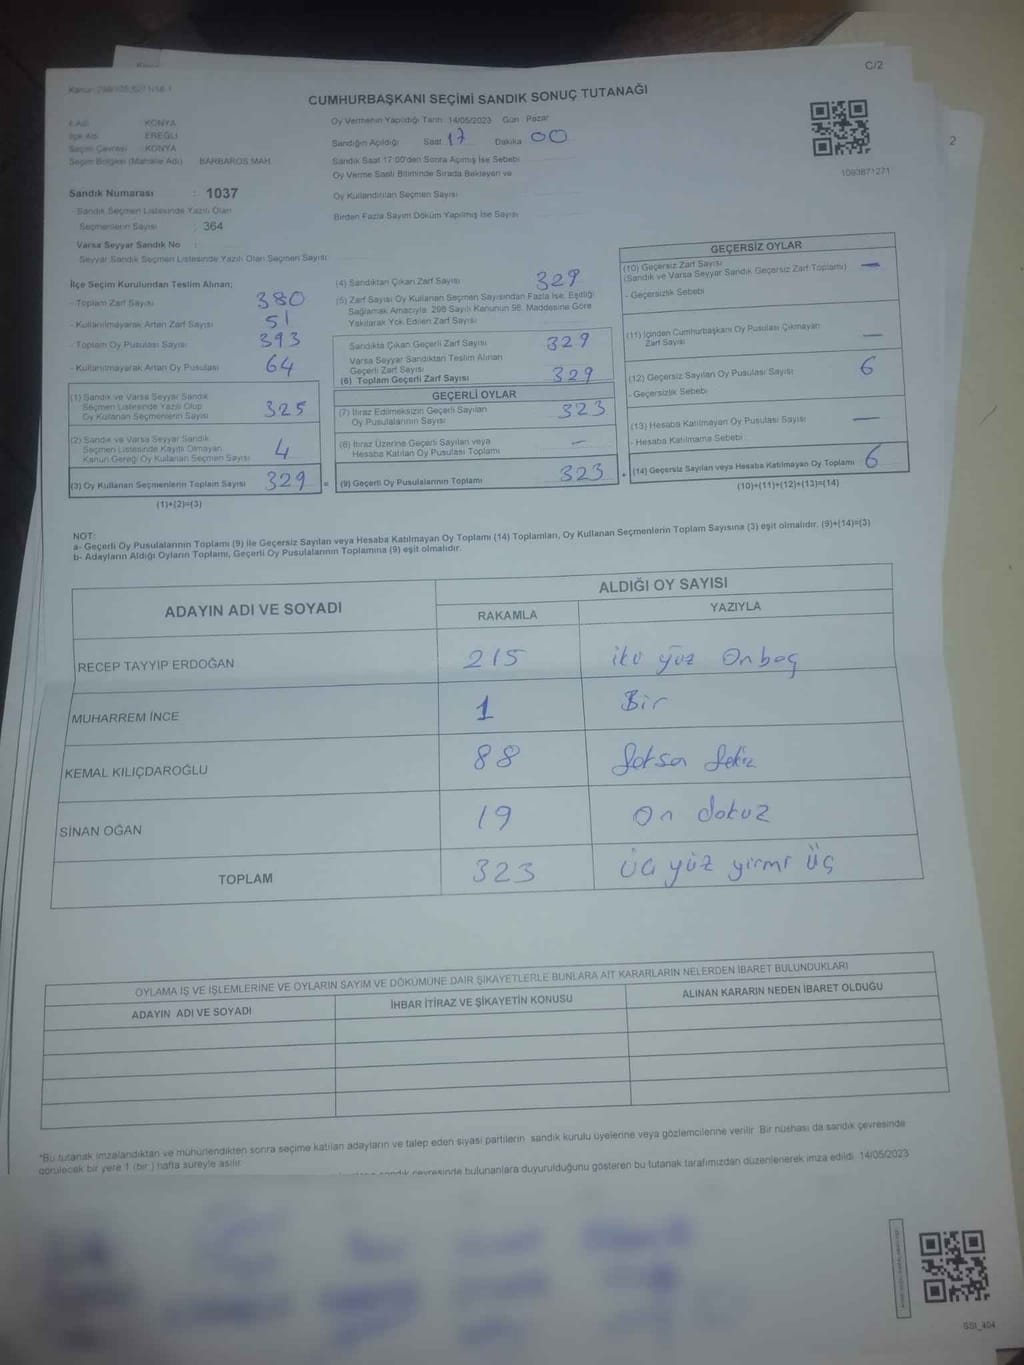 C/2
CUMHURBAŞKANI SEÇİMİ SANDIK SONUÇ TUTANAĞI
İli Adı KONYA
İlçe Adı EREĞLİ
Seçim Çevresi : KONYA
Seçim Bölgesi (Mahalle Adı) BARBAROS MAH.
Sandık Numarası : 1037
- Sandık Seçmen Listesinde Yazılı Olan
Seçmenlerin Sayısı : 364
Varsa Seyyar Sandık No :
Seyyar Sandık Seçmen Listesinde Yazılı Olan Seçmen Sayısı:
Oy Vermenin Yapıldığı Tarih: 14/05/2023 Gün: Pazar
Sandığın Açıldığı Saat 17 Dakika 00
Sandık Saat 17:00'den Sonra Açılmış İse Sebebi
Oy Verme Saati Bitiminde Sırada Bekleyen ve
Oy Kullandırılan Seçmen Sayısı
Birden Fazla Sayım Döküm Yapılmış İse Sayısı
1093871271
2
İlçe Seçim Kurulundan Teslim Alınan;
- Toplam Zarf Sayısı 380
- Kullanılmayarak Artan Zarf Sayısı 51
- Toplam Oy Pusulası Sayısı 393
- Kullanılmayarak Artan Oy Pusulası 64
(1) Sandık ve Varsa Seyyar Sandık
Seçmen Listesinde Yazılı Olup
Oy Kullanan Seçmenlerin Sayısı 325
(2) Sandık ve Varsa Seyyar Sandık
Seçmen Listesinde Kayıtlı Olmayan
Kanun Gereği Oy Kullanan Seçmen Sayısı 4
(3) Oy Kullanan Seçmenlerin Toplam Sayısı 329 =
(1)+(2)=(3)
(4) Sandıktan Çıkan Zarf Sayısı 329
(5) Zarf Sayısı Oy Kullanan Seçmen Sayısından Fazla İse, Eşitliği
Sağlamak Amacıyla; 298 Sayılı Kanunun 98. Maddesine Göre
Yakılarak Yok Edilen Zarf Sayısı
Sandıkta Çıkan Geçerli Zarf Sayısı 329
Varsa Seyyar Sandıktan Teslim Alınan
Geçerli Zarf Sayısı
(6) Toplam Geçerli Zarf Sayısı 329
GEÇERLİ OYLAR
(7) İtiraz Edilmeksizin Geçerli Sayılan
Oy Pusulalarının Sayısı 323
(8) İtiraz Üzerine Geçerli Sayılan veya
Hesaba Katılan Oy Pusulası Toplamı -
(9) Geçerli Oy Pusulalarının Toplamı 323 +
GEÇERSİZ OYLAR
(10) Geçersiz Zarf Sayısı
(Sandık ve Varsa Seyyar Sandık Geçersiz Zarf Toplamı) -
- Geçersizlik Sebebi
(11) İçinden Cumhurbaşkanı Oy Pusulası Çıkmayan
Zarf Sayısı -
(12) Geçersiz Sayılan Oy Pusulası Sayısı 6
- Geçersizlik Sebebi
(13) Hesaba Katılmayan Oy Pusulası Sayısı -
- Hesaba Katılmama Sebebi
(14) Geçersiz Sayılan veya Hesaba Katılmayan Oy Toplamı 6
(10)+(11)+(12)+(13)=(14)
NOT:
a- Geçerli Oy Pusulalarının Toplamı (9) ile Geçersiz Sayılan veya Hesaba Katılmayan Oy Toplamı (14) Toplamları, Oy Kullanan Seçmenlerin Toplam Sayısına (3) eşit olmalıdır. (9)+(14)=(3)
b- Adayların Aldığı Oyların Toplamı, Geçerli Oy Pusulalarının Toplamına (9) eşit olmalıdır.
ADAYIN ADI VE SOYADI
ALDIĞI OY SAYISI
RAKAMLA YAZIYLA
RECEP TAYYIP ERDOĞAN 215 iki yüz Onbeş
MUHARREM İNCE 1 Bir
KEMAL KILIÇDAROĞLU 88 Seksen Sekiz
SİNAN OĞAN 19 On dokuz
TOPLAM 323 üç yüz yirmi üç
OYLAMA İŞ VE İŞLEMLERİNE VE OYLARIN SAYIM VE DÖKÜMÜNE DAİR ŞİKAYETLERLE BUNLARA AİT KARARLARIN NELERDEN İBARET BULUNDUKLARI
ADAYIN ADI VE SOYADI İHBAR İTİRAZ VE ŞİKAYETİN KONUSU ALINAN KARARIN NEDEN İBARET OLDUĞU
*Bu tutanak imzalandıktan ve mühürlendikten sonra seçime katılan adayların ve talep eden siyasi partilerin sandık kurulu üyelerine veya gözlemcilerine verilir. Bir nüshası da sandık çevresinde
görülecek bir yere 1 (bir) hafta süreyle asılır.
sandık çevresinde bulunanlara duyurulduğunu gösteren bu tutanak tarafımızdan düzenlenerek imza edildi. 14/05/2023
SSI_404